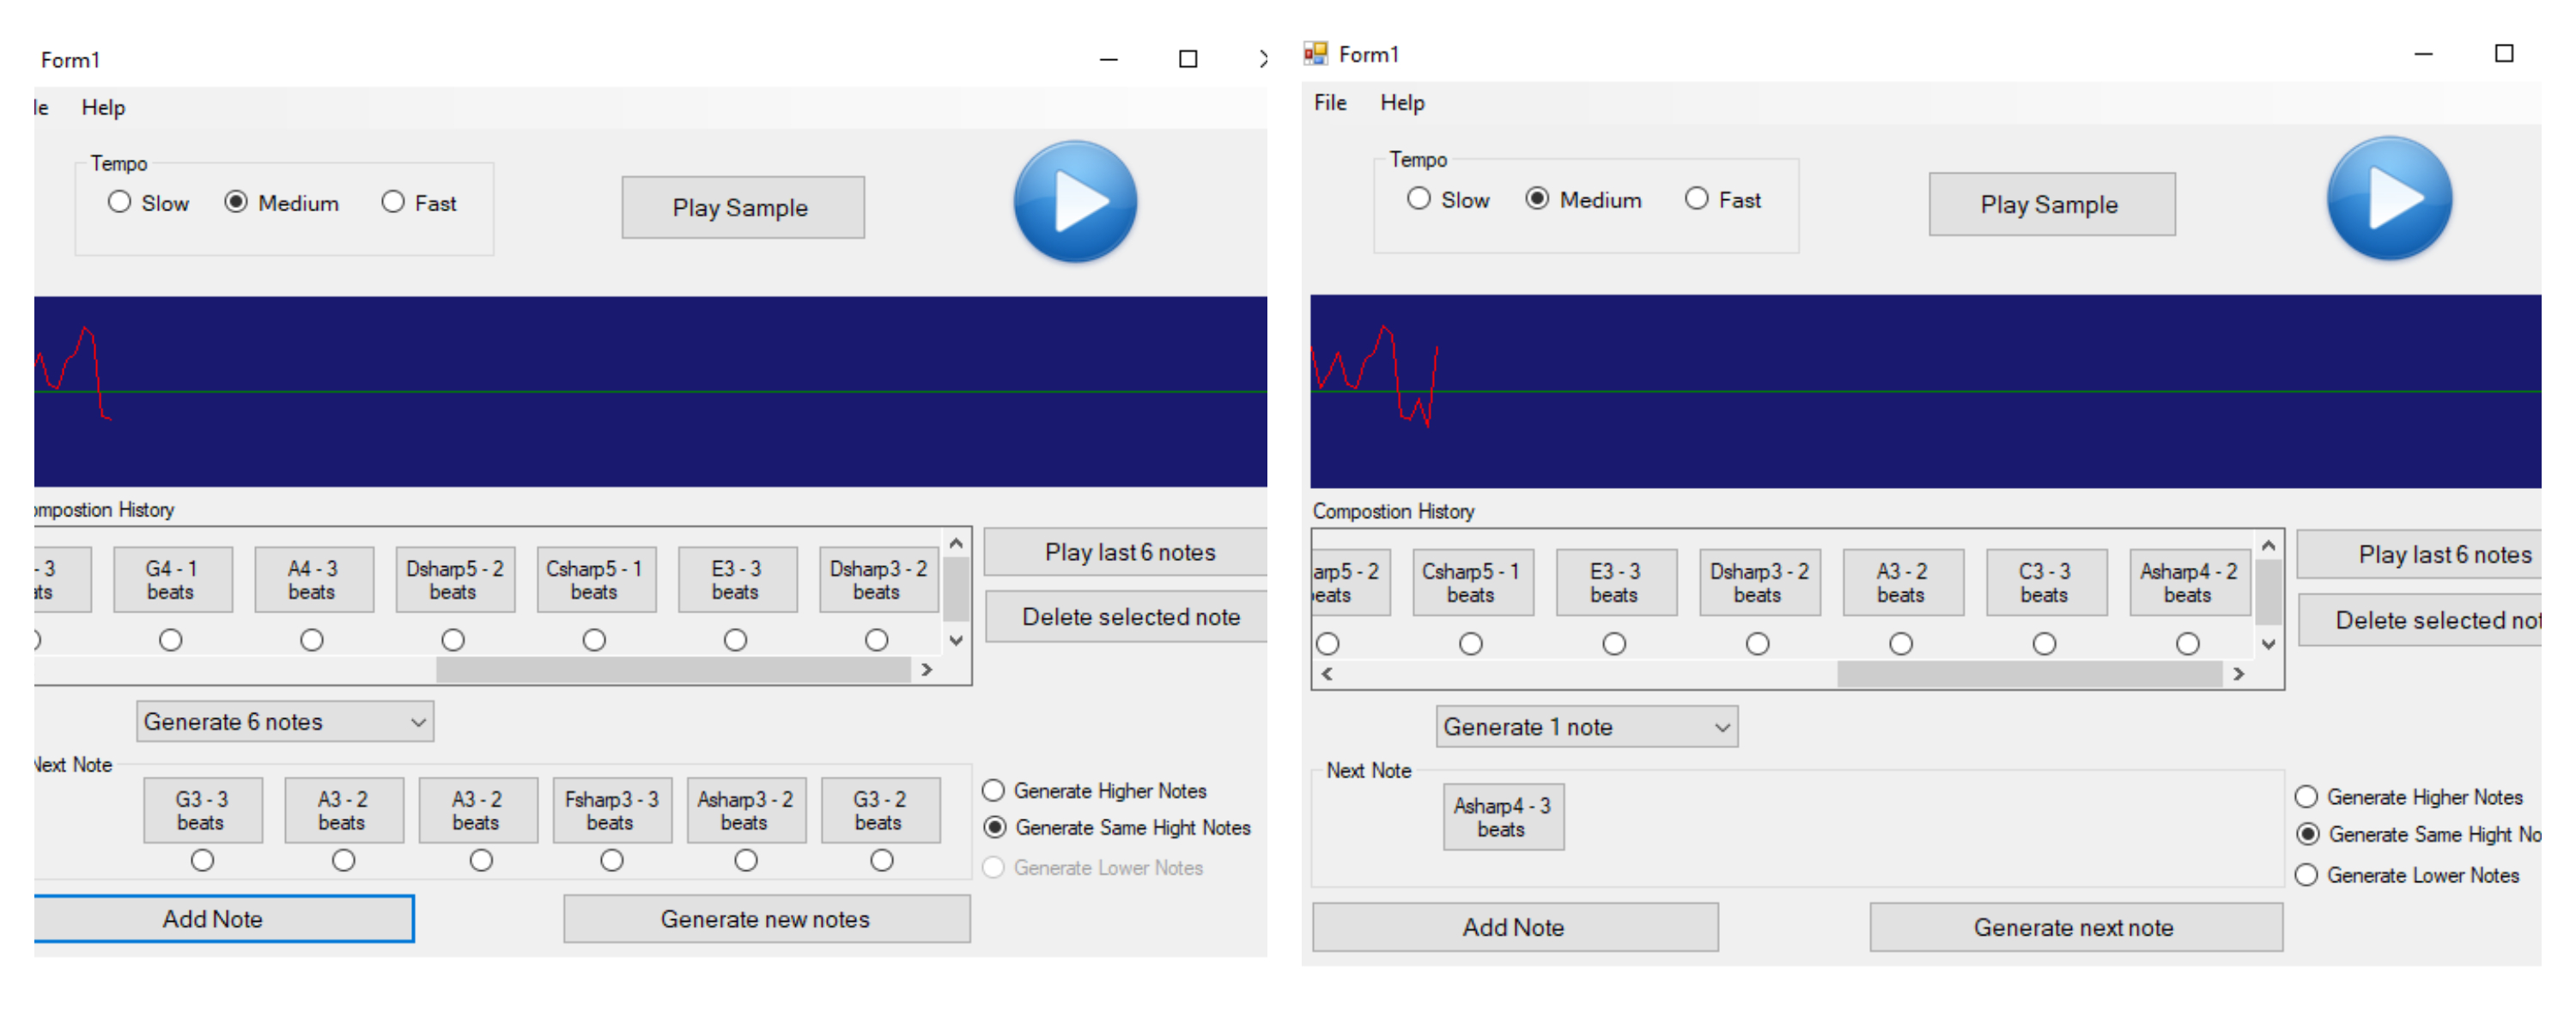 Form1
le Help
Tempo
Slow Medium Fast
Play Sample
ompostion History
- 3 ats
G4 - 1 beats
A4 - 3 beats
Dsharp5 - 2 beats
Csharp5 - 1 beats
E3 - 3 beats
Dsharp3 - 2 beats
Play last 6 notes
Delete selected note
Generate 6 notes
Next Note
G3 - 3 beats
A3 - 2 beats
A3 - 2 beats
Fsharp3 - 3 beats
Asharp3 - 2 beats
G3 - 2 beats
Generate Higher Notes
Generate Same Hight Notes
Generate Lower Notes
Add Note
Generate new notes
Form1
File Help
Tempo
Slow Medium Fast
Play Sample
Compostion History
arp5 - 2 eats
Csharp5 - 1 beats
E3 - 3 beats
Dsharp3 - 2 beats
A3 - 2 beats
C3 - 3 beats
Asharp4 - 2 beats
Play last 6 notes
Delete selected not
Generate 1 note
Next Note
Asharp4 - 3 beats
Generate Higher Notes
Generate Same Hight No
Generate Lower Notes
Add Note
Generate next note